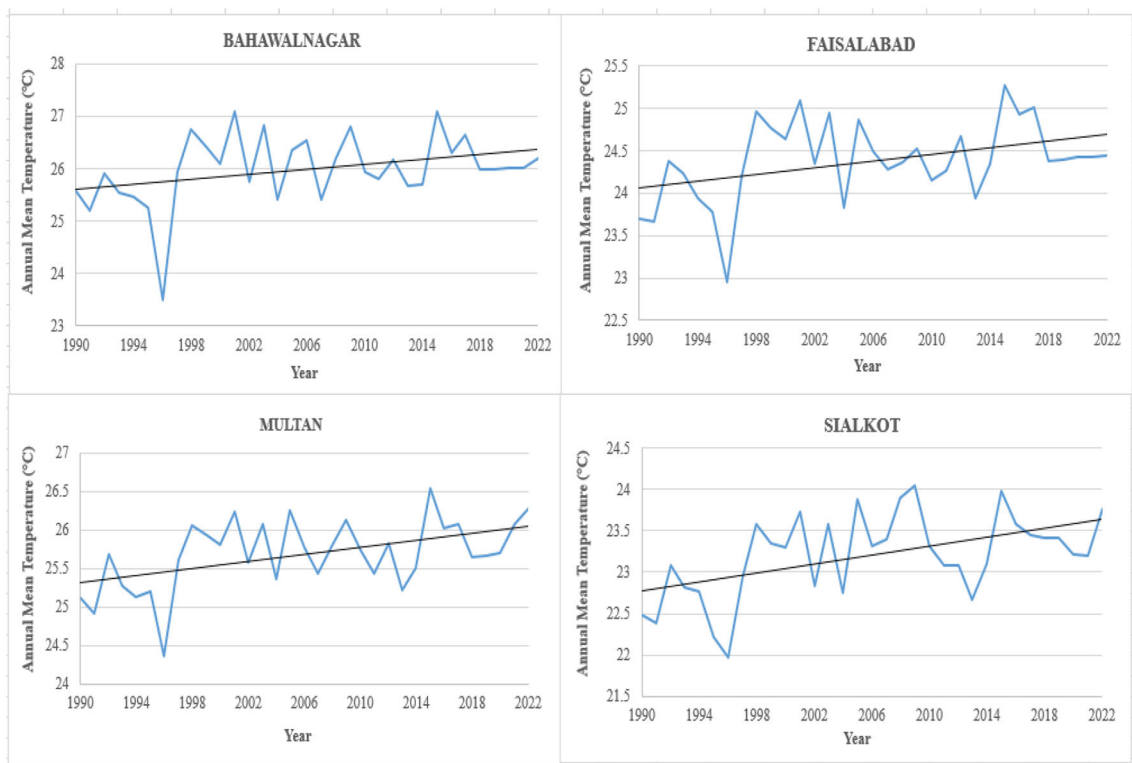 BAHAWALNAGAR
Annual Mean Temperature (°C)
28
27
26
25
24
23
1990 1994 1998 2002 2006 2010 2014 2018 2022
Year
FAISALABAD
Annual Mean Temperature (°C)
25.5
25
24.5
24
23.5
23
22.5
1990 1994 1998 2002 2006 2010 2014 2018 2022
Year
MULTAN
Annual Mean Temperature (°C)
27
26.5
26
25.5
25
24.5
24
1990 1994 1998 2002 2006 2010 2014 2018 2022
Year
SIALKOT
Annual Mean Temperature (°C)
24.5
24
23.5
23
22.5
22
21.5
1990 1994 1998 2002 2006 2010 2014 2018 2022
Year